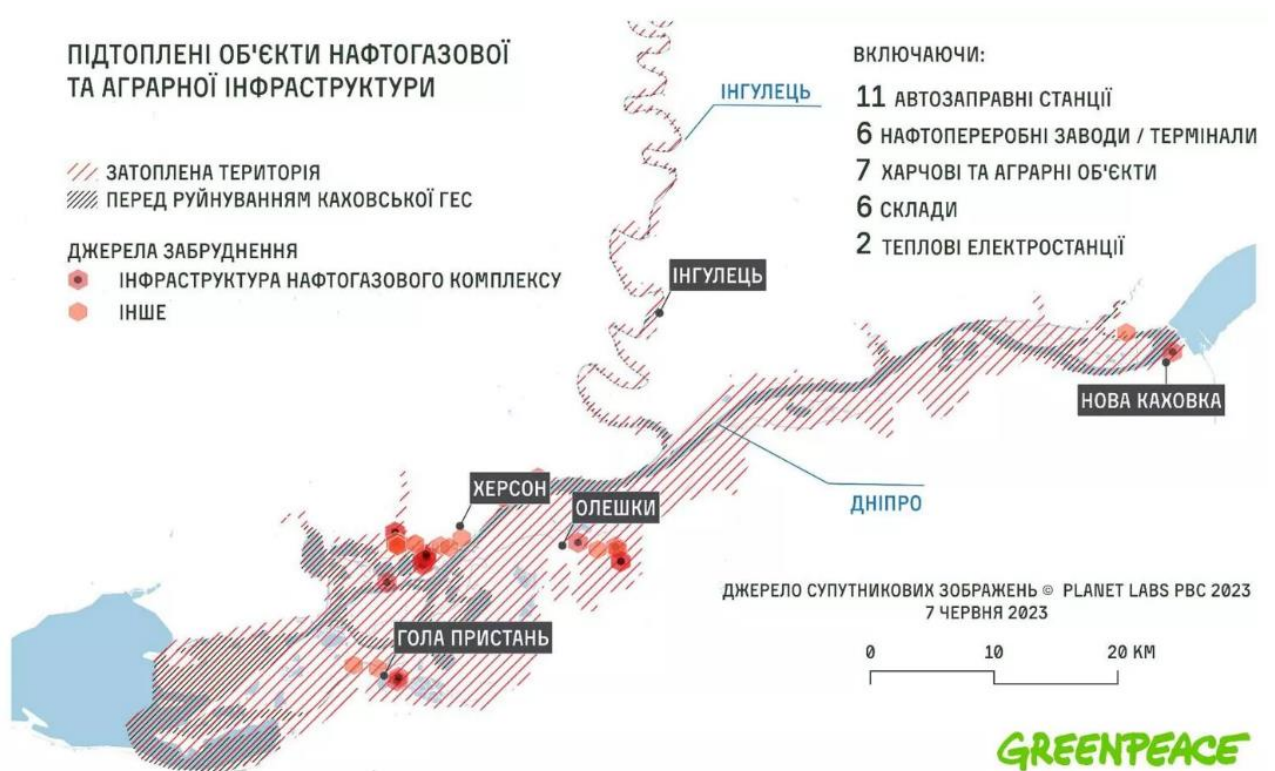 ПІДТОПЛЕНІ ОБ'ЄКТИ НАФТОГАЗОВОЇ
ТА АГРАРНОЇ ІНФРАСТРУКТУРИ
ЗАТОПЛЕНА ТЕРИТОРІЯ
ПЕРЕД РУЙНУВАННЯМ КАХОВСЬКОЇ ГЕС
ДЖЕРЕЛА ЗАБРУДНЕННЯ
ІНФРАСТРУКТУРА НАФТОГАЗОВОГО КОМПЛЕКСУ
ІНШЕ
ВКЛЮЧАЮЧИ:
11 АВТОЗАПРАВНІ СТАНЦІЇ
6 НАФТОПЕРЕРОБНІ ЗАВОДИ / ТЕРМІНАЛИ
7 ХАРЧОВІ ТА АГРАРНІ ОБ'ЄКТИ
6 СКЛАДИ
2 ТЕПЛОВІ ЕЛЕКТРОСТАНЦІЇ
ІНГУЛЕЦЬ
ІНГУЛЕЦЬ
НОВА КАХОВКА
ХЕРСОН
ОЛЕШКИ
ДНІПРО
ГОЛА ПРИСТАНЬ
ДЖЕРЕЛО СУПУТНИКОВИХ ЗОБРАЖЕНЬ © PLANET LABS PBC 2023
7 ЧЕРВНЯ 2023
0 10 20 КМ
GREENPEACE